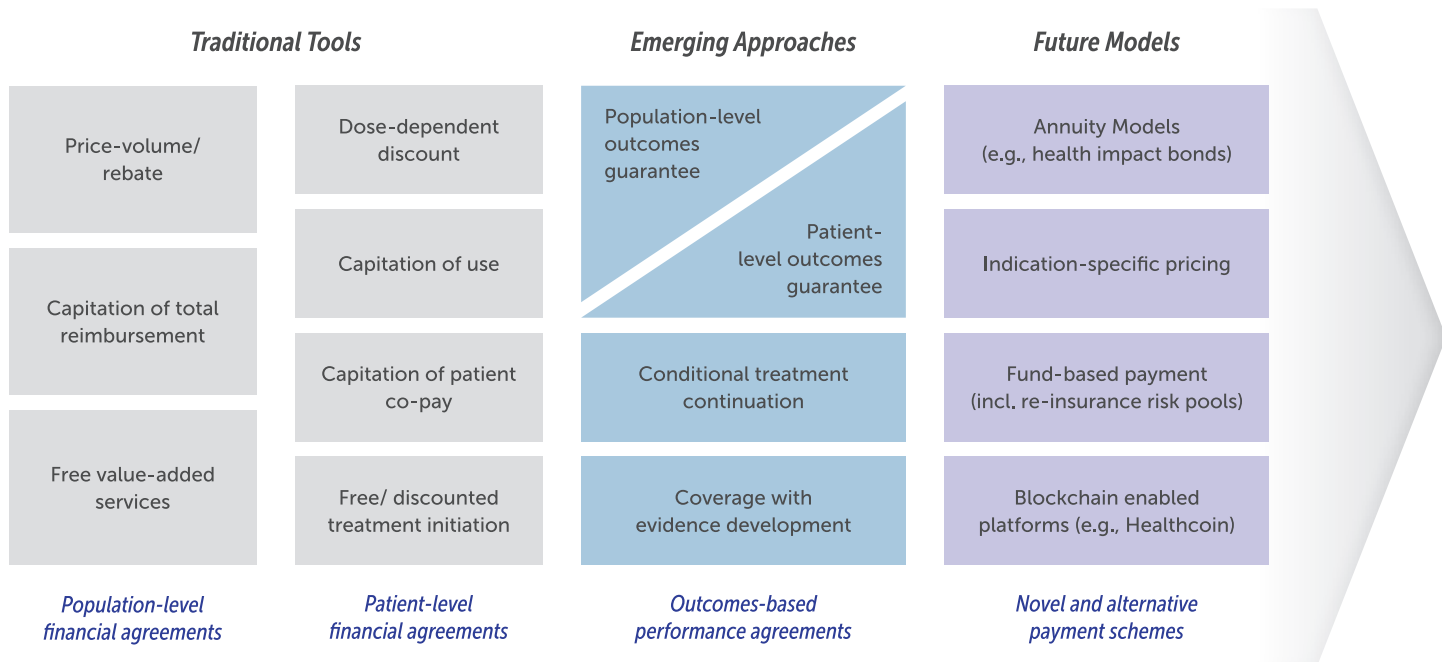 Traditional Tools
Emerging Approaches
Future Models
Price-volume/
rebate
Capitation of total
reimbursement
Free value-added
services
Population-level
financial agreements
Dose-dependent
discount
Capitation of use
Capitation of patient
co-pay
Free/ discounted
treatment initiation
Patient-level
financial agreements
Population-level
outcomes
guarantee
Patient-
level outcomes
guarantee
Conditional treatment
continuation
Coverage with
evidence development
Outcomes-based
performance agreements
Annuity Models
(e.g., health impact bonds)
Indication-specific pricing
Fund-based payment
(incl. re-insurance risk pools)
Blockchain enabled
platforms (e.g., Healthcoin)
Novel and alternative
payment schemes